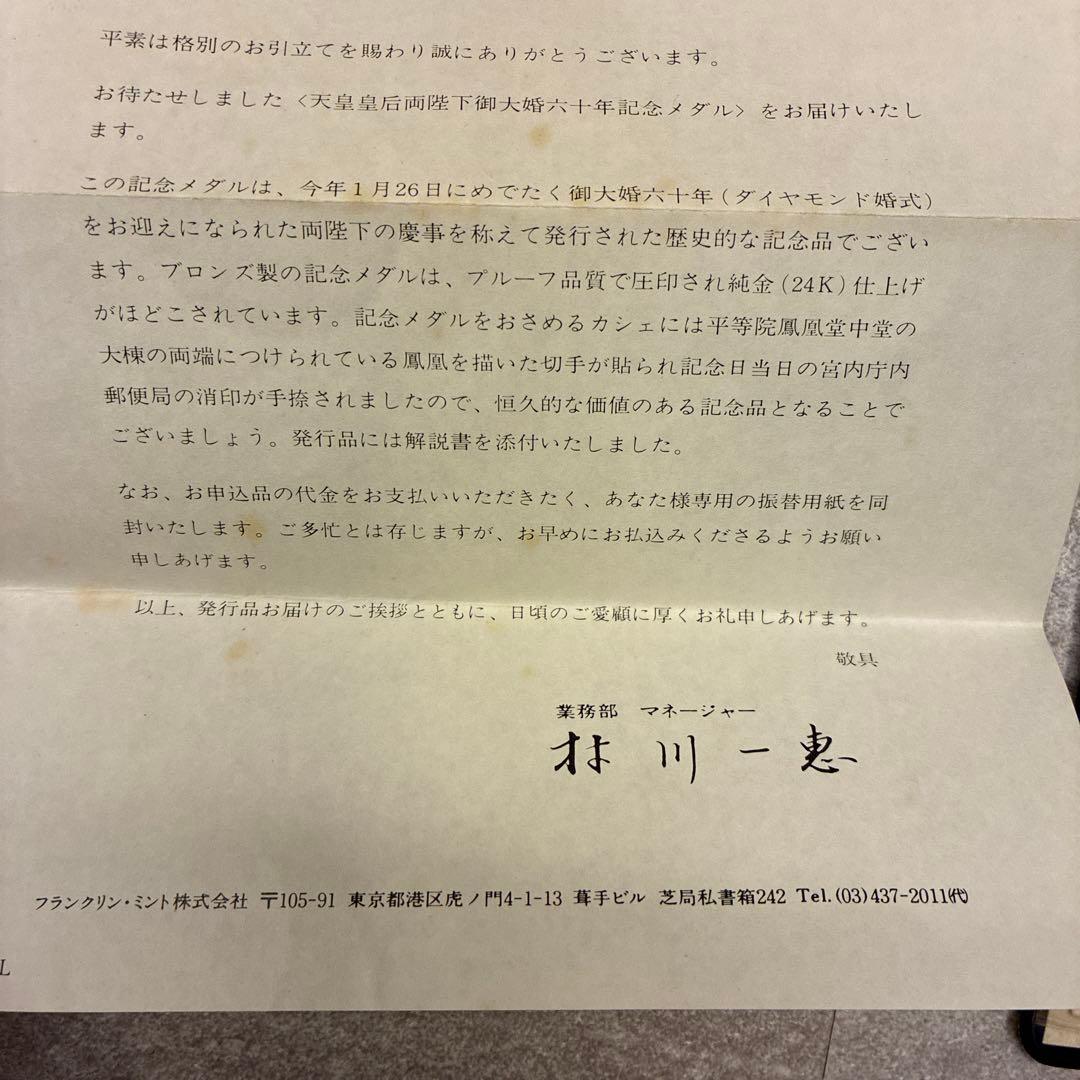 平素は格別のお引立てを賜わり誠にありがとうございます。
お待たせしました〈天皇皇后両陛下御大婚六十年記念メダル〉をお届けいたし
ます。
この記念メダルは、今年1月26日にめでたく御大婚六十年(ダイヤモンド婚式)
をお迎えになられた両陛下の慶事を称えて発行された歴史的な記念品でござい
ます。ブロンズ製の記念メダルは、プルーフ品質で圧印され純金(24K)仕上げ
がほどこされています。記念メダルをおさめるカシェには平等院鳳凰堂中堂の
大棟の両端につけられている鳳凰を描いた切手が貼られ記念日当日の宮内庁内
郵便局の消印が手捺されましたので、恒久的な価値のある記念品となることで
ございましょう。発行品には解説書を添付いたしました。
なお、お申込品の代金をお支払いいただきたく、あなた様専用の振替用紙を同
封いたします。ご多忙とは存じますが、お早めにお払込みくださるようお願い
申しあげます。
以上、発行品お届けのご挨拶とともに、日頃のご愛顧に厚くお礼申しあげます。
敬具
業務部 マネージャー
川一恵
フランクリン・ミント株式会社 〒105-91 東京都港区虎ノ門4-1-13 葺手ビル 芝局私書箱242 Tel.(03)437-2011(代)
L